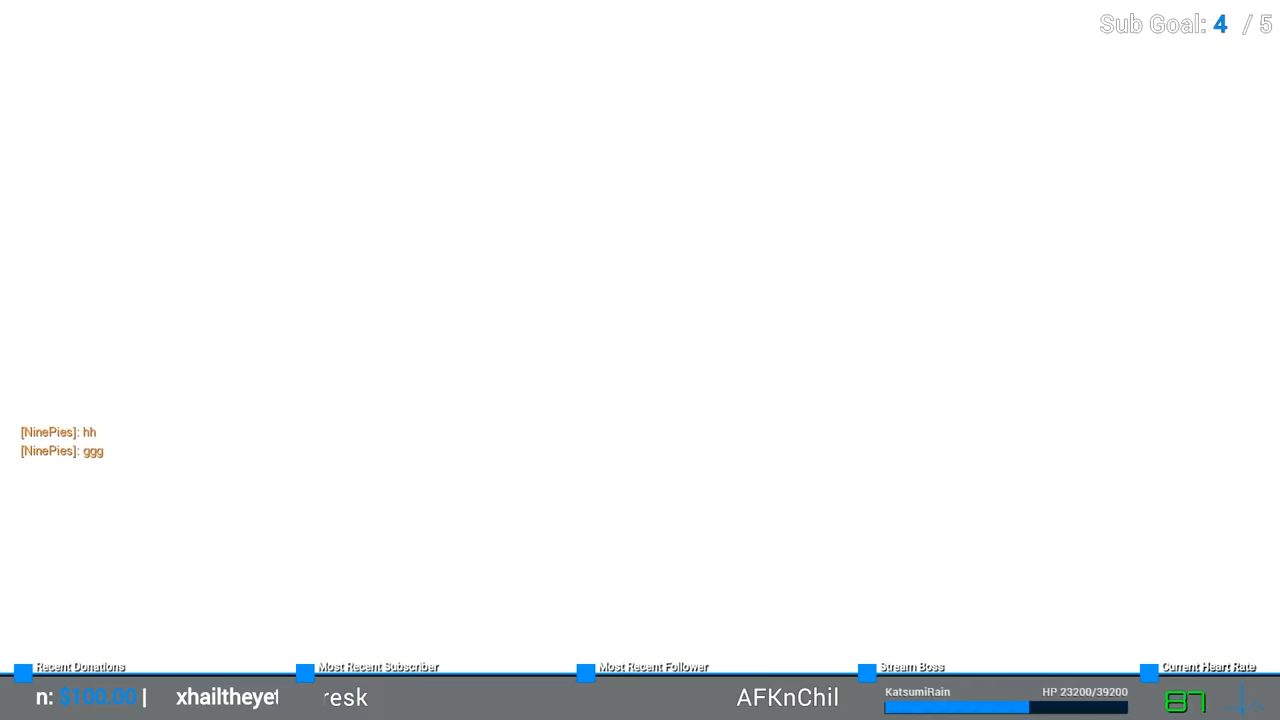 Sub Goal: 4 / 5
[NinePies]: hh
[NinePies]: ggg
Recent Donations
Most Recent Subscriber
Most Recent Follower
Stream Boss
Current Heart Rate
n: $100.00 | xhailtheyet
resk
AFKnChil
KatsumiRain HP 23200/39200
87